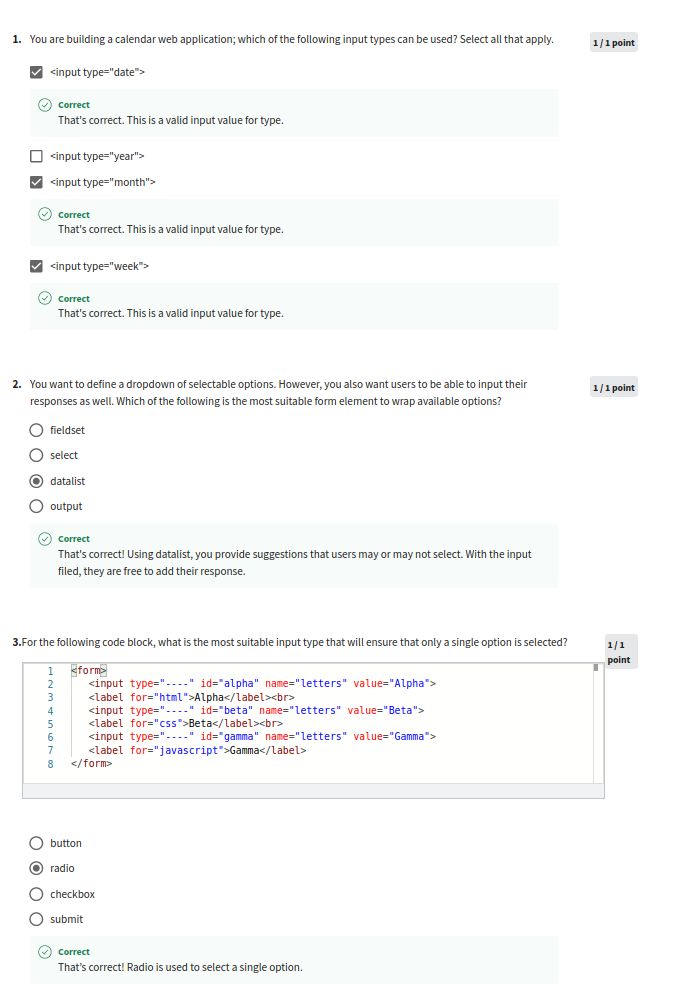 1. You are building a calendar web application; which of the following input types can be used? Select all that apply.
1 / 1 point
<input type="date">
Correct
That's correct. This is a valid input value for type.
<input type="year">
<input type="month">
Correct
That's correct. This is a valid input value for type.
<input type="week">
Correct
That's correct. This is a valid input value for type.
2. You want to define a dropdown of selectable options. However, you also want users to be able to input their
responses as well. Which of the following is the most suitable form element to wrap available options?
1 / 1 point
fieldset
select
datalist
output
Correct
That's correct! Using datalist, you provide suggestions that users may or may not select. With the input
filed, they are free to add their response.
3.For the following code block, what is the most suitable input type that will ensure that only a single option is selected?
1 / 1
point
1 <form>
2 <input type="----" id="alpha" name="letters" value="Alpha">
3 <label for="html">Alpha</label><br>
4 <input type="----" id="beta" name="letters" value="Beta">
5 <label for="css">Beta</label><br>
6 <input type="----" id="gamma" name="letters" value="Gamma">
7 <label for="javascript">Gamma</label>
8 </form>
button
radio
checkbox
submit
Correct
That's correct! Radio is used to select a single option.